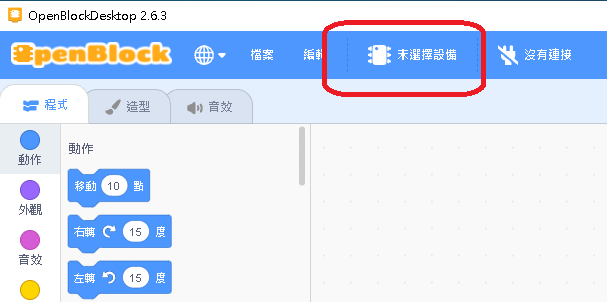 OpenBlockDesktop 2.6.3
OpenBlock 檔案 編輯 未選擇設備 沒有連接
程式 造型 音效
動作 動作
移動 10 點
外觀
右轉 15 度
音效
左轉 15 度